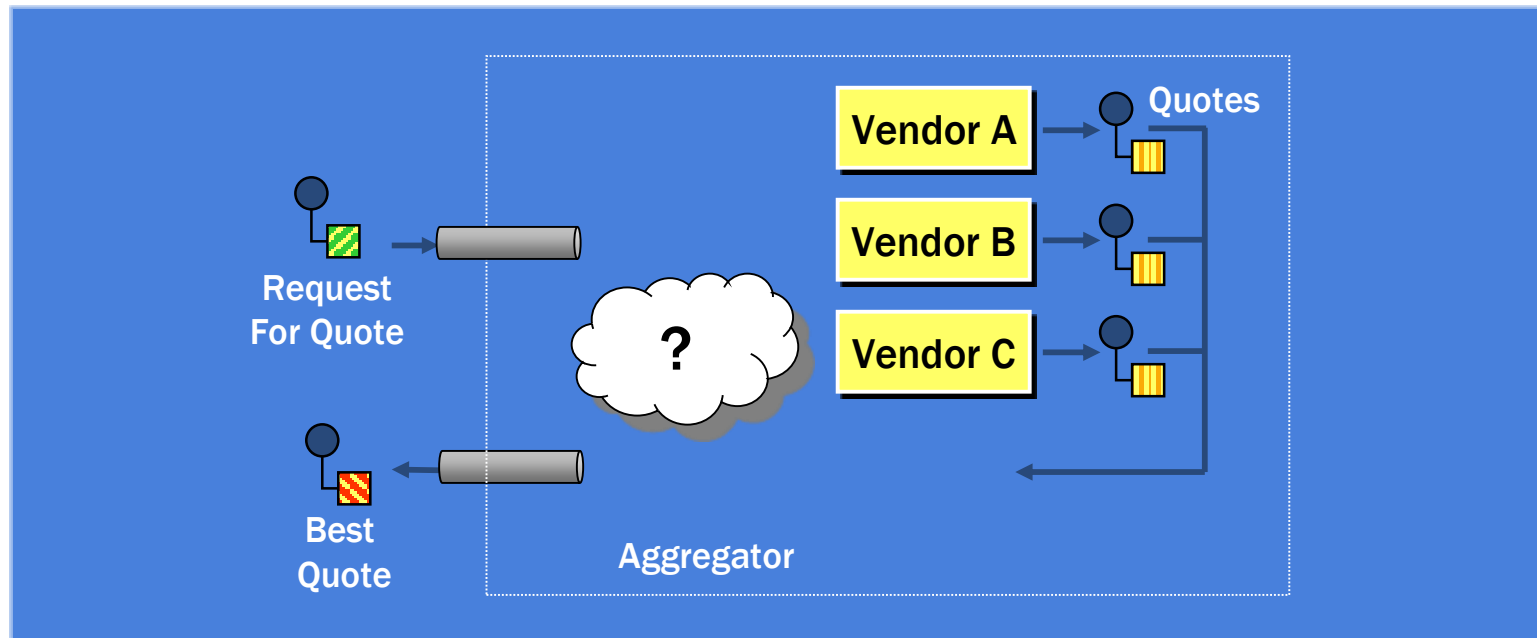 Request
For Quote
?
Vendor A
Quotes
Vendor B
Vendor C
Best
Quote
Aggregator